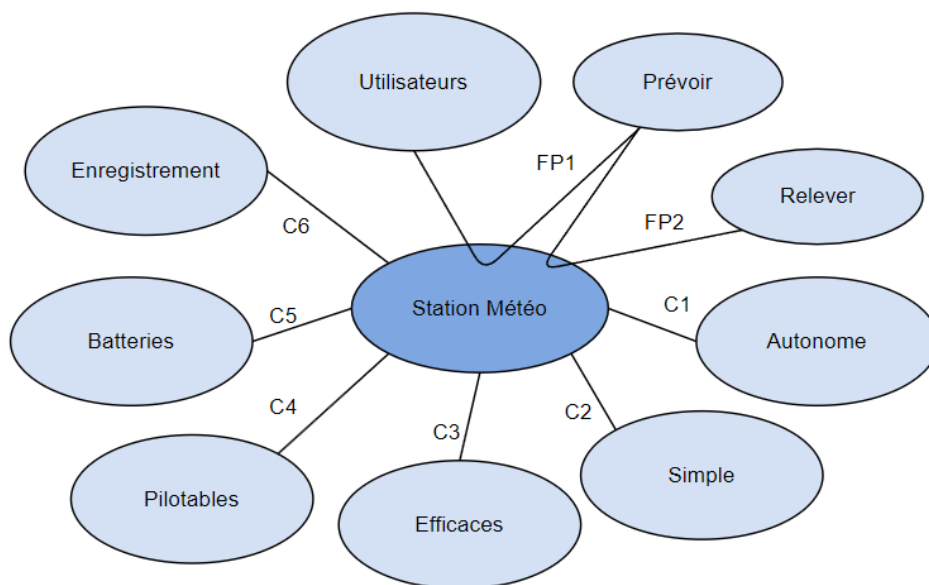 Utilisateurs
Prévoir
Enregistrement
FP1
Relever
C6
FP2
Station Météo
C5
C1
Batteries
Autonome
C4
C2
C3
Pilotables
Efficaces
Simple